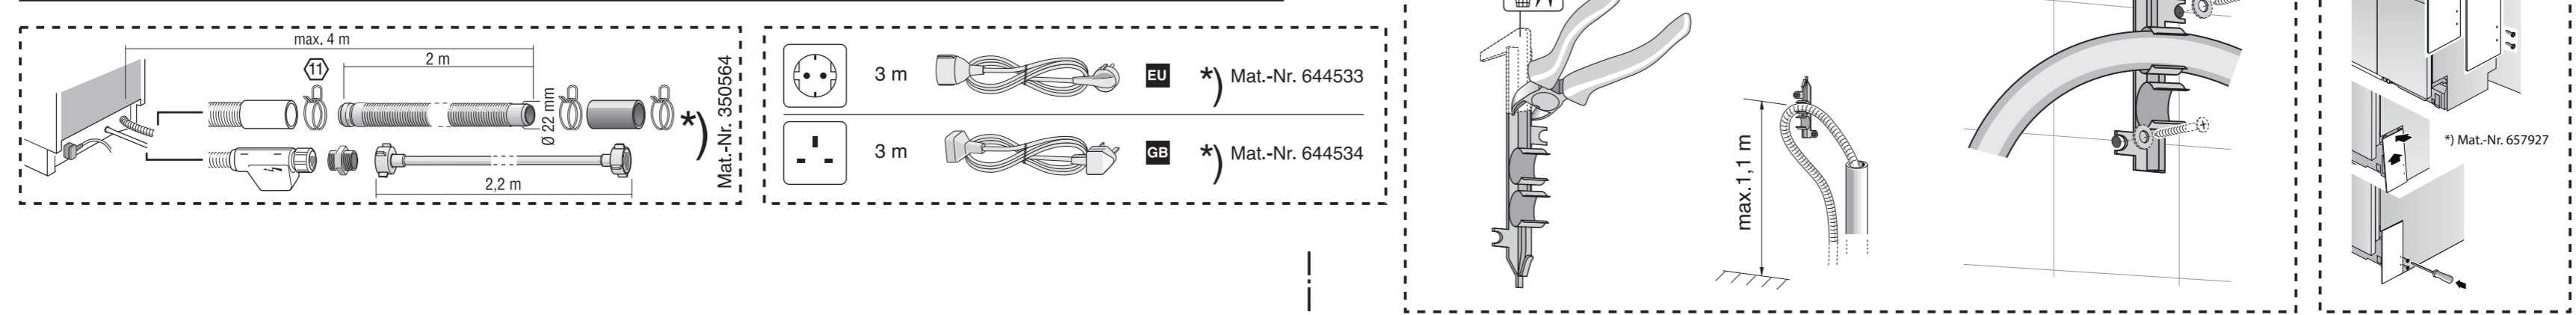 max. 4 m
2 m
11
Ø 22 mm
*)
Mat.-Nr. 350564
2,2 m
3 m
EU
*) Mat.-Nr. 644533
3 m
GB
*) Mat.-Nr. 644534
max.1,1 m
*) Mat.-Nr. 657927